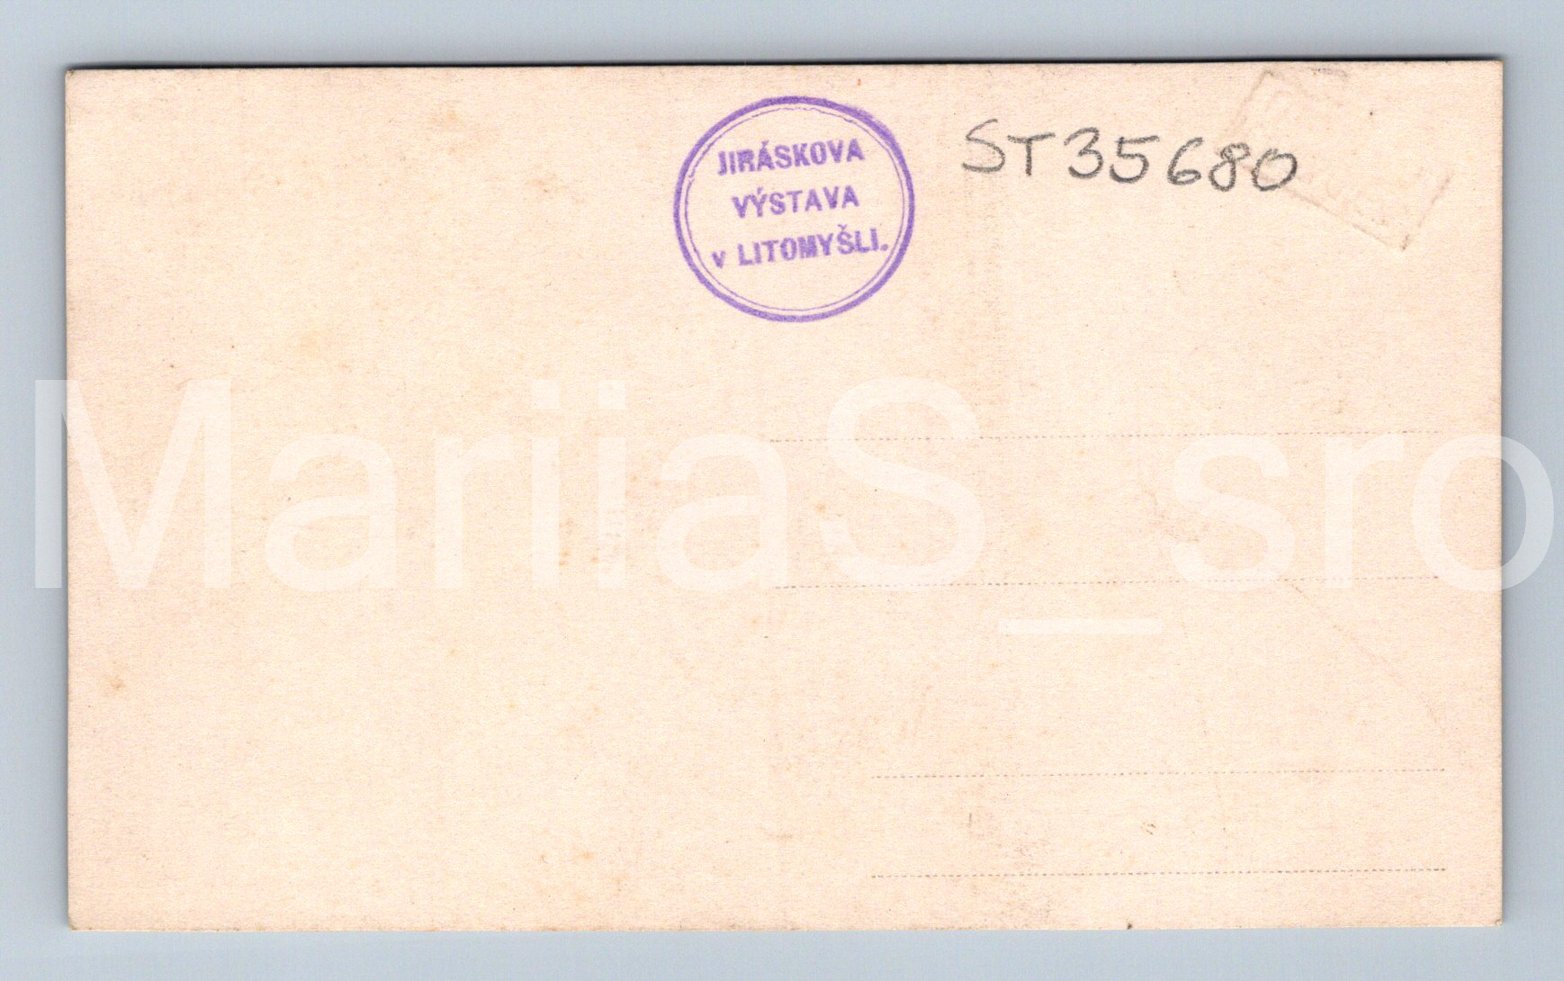 JIRÁSKOVA
VÝSTAVA
v LITOMYŠLI.
ST35680
MariiaS_sro